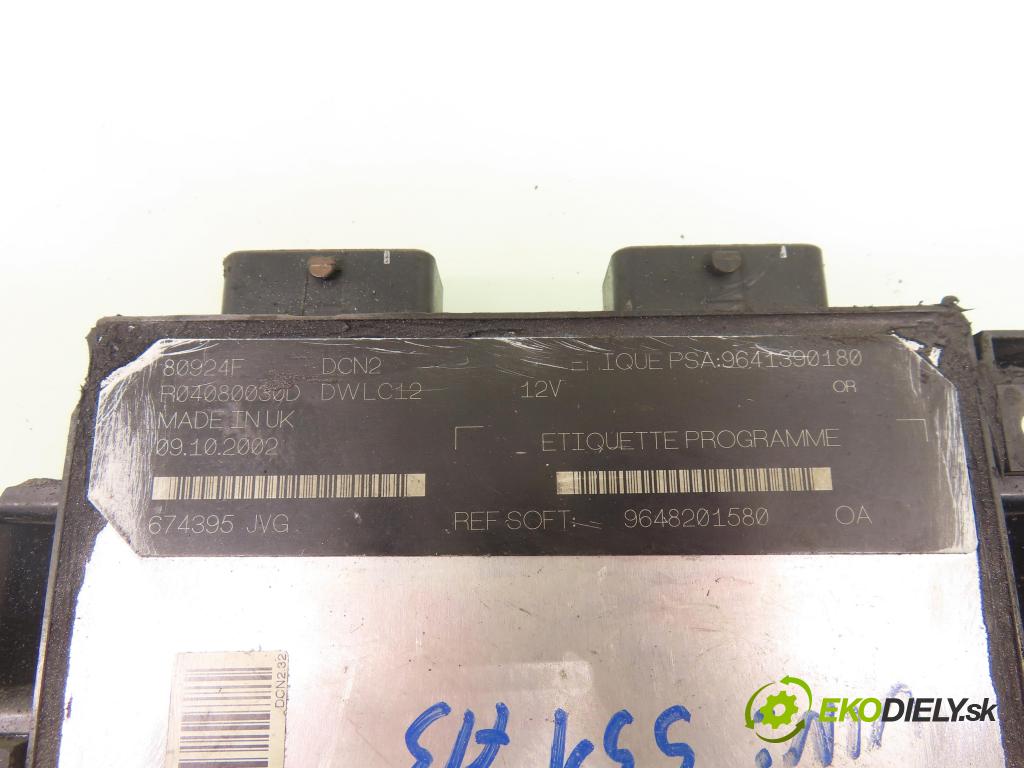 80924F DCN2 ETIQUE PSA:9641390180
R04080030D DWLC12 12V OR
MADE IN UK
09.10.2002 ETIQUETTE PROGRAMME
674395 JVG REF SOFT: 9648201580 OA
DCN2.32
EKODIELY.sk